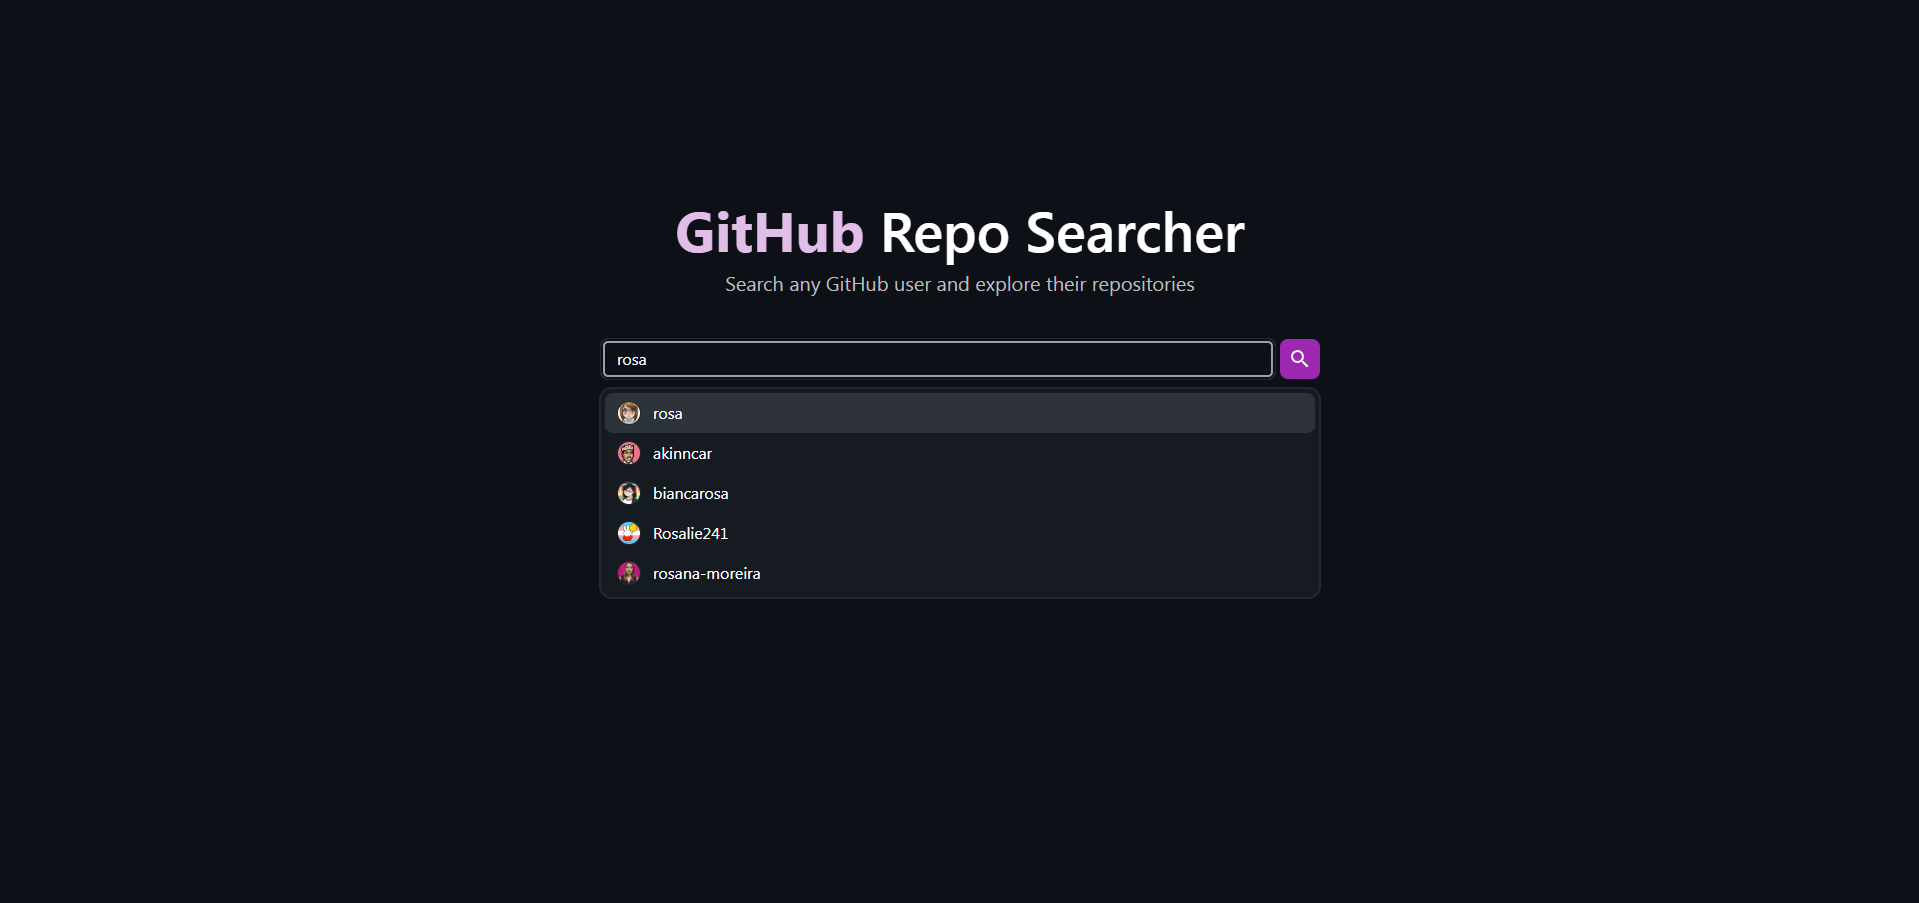 GitHub Repo Searcher
Search any GitHub user and explore their repositories
rosa
rosa
akinncar
biancarosa
Rosalie241
rosana-moreira